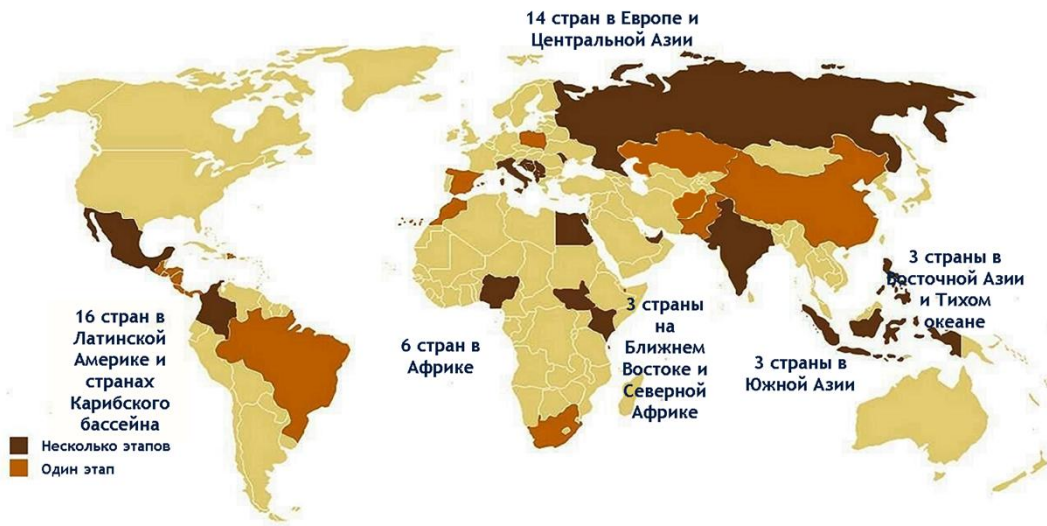 14 стран в Европе и
Центральной Азии
16 стран в
Латинской
Америке и
странах
Карибского
бассейна
6 стран в
Африке
3 страны
на
Ближнем
Востоке и
Северной
Африке
3 страны в
Восточной Азии
и Тихом
океане
3 страны в
Южной Азии
Несколько этапов
Один этап